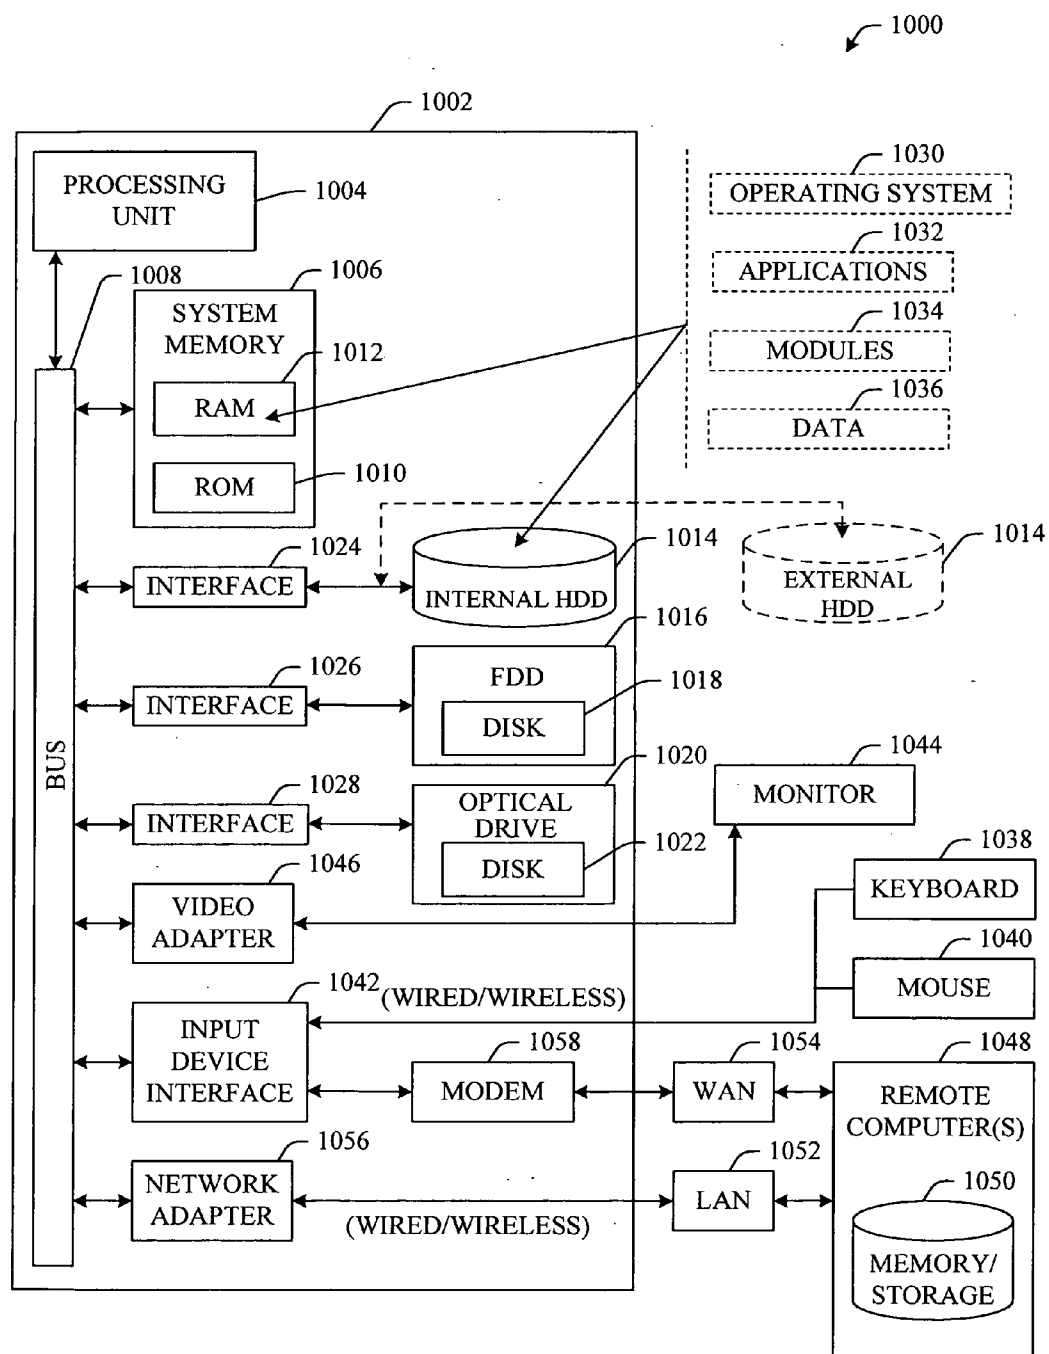 1000
1002
PROCESSING
UNIT
1004
1008
1006
SYSTEM
MEMORY
1012
RAM
1010
ROM
1030
OPERATING SYSTEM
1032
APPLICATIONS
1034
MODULES
1036
DATA
BUS
1024
INTERFACE
1014
INTERNAL HDD
1014
EXTERNAL
HDD
1026
INTERFACE
1016
FDD
1018
DISK
1028
INTERFACE
1020
OPTICAL
DRIVE
1022
DISK
1044
MONITOR
1046
VIDEO
ADAPTER
1038
KEYBOARD
1040
MOUSE
1042
(WIRED/WIRELESS)
INPUT
DEVICE
INTERFACE
1058
MODEM
1054
WAN
1048
REMOTE
COMPUTER(S)
1056
NETWORK
ADAPTER
(WIRED/WIRELESS)
1052
LAN
1050
MEMORY/
STORAGE